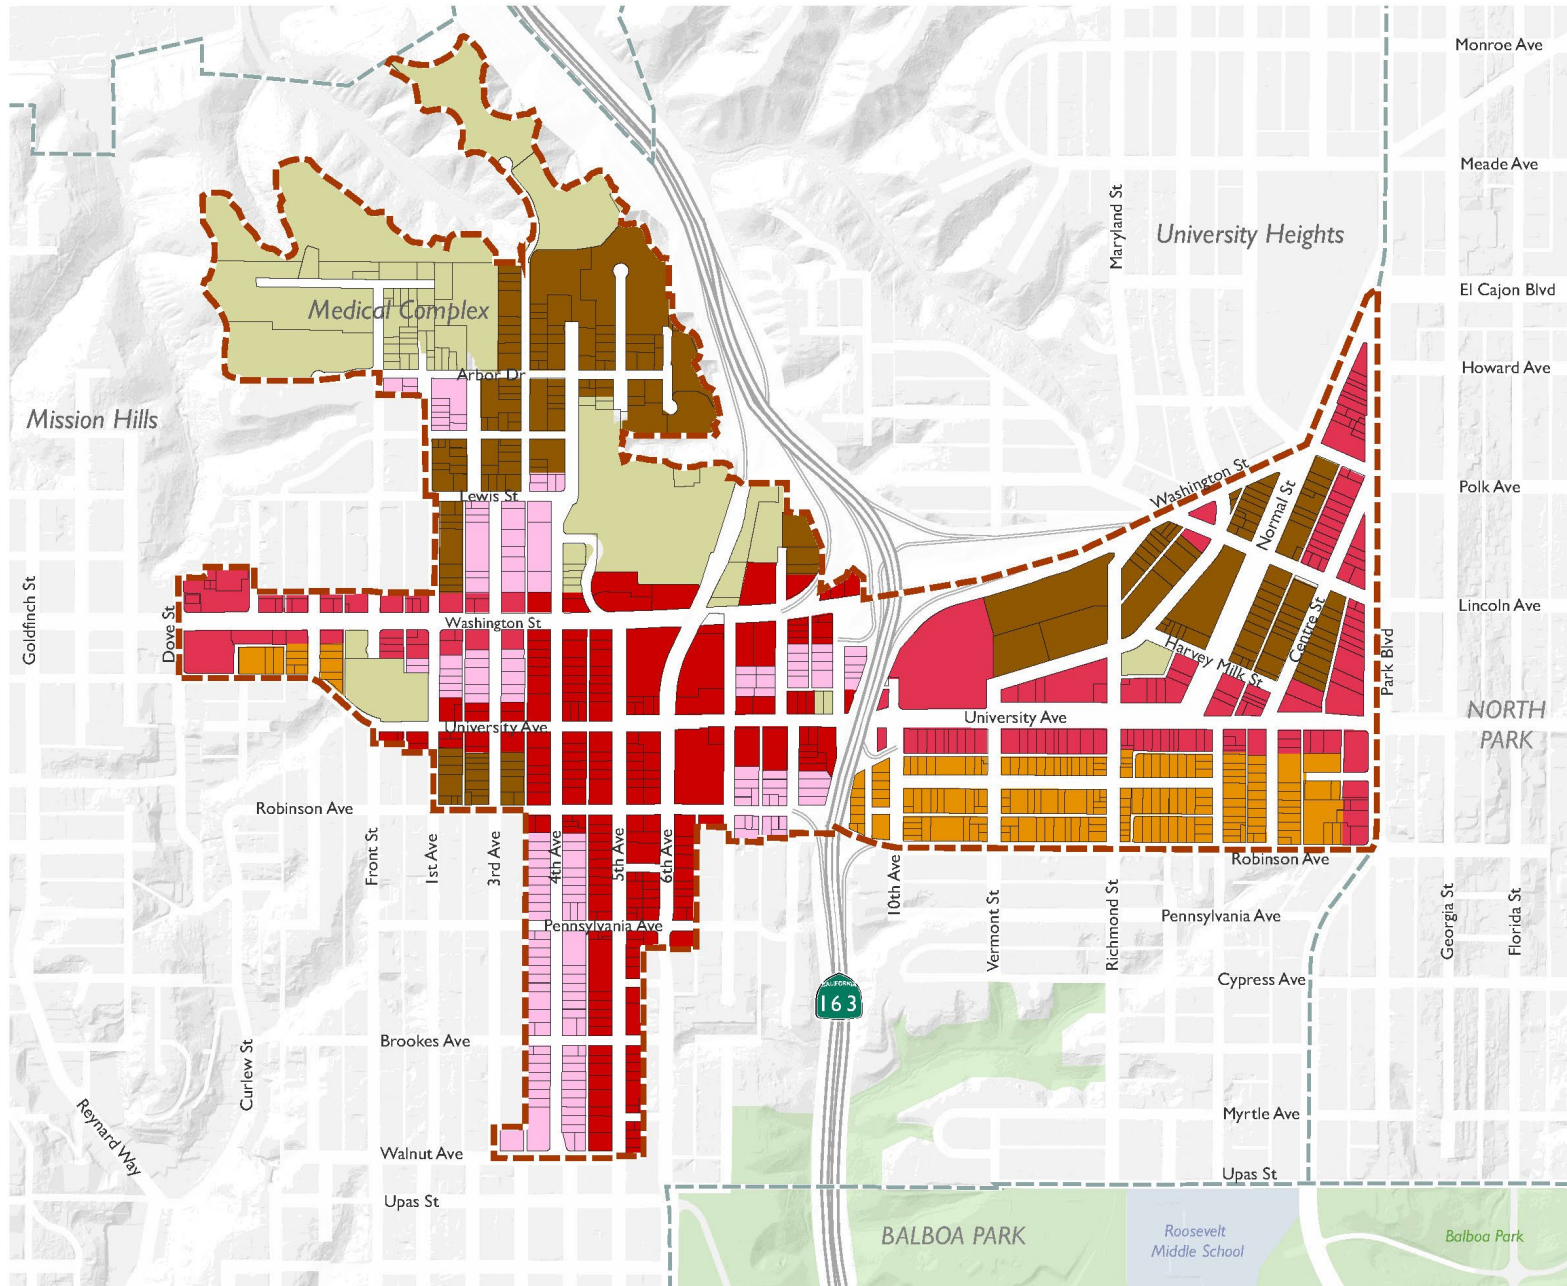 Monroe Ave
Meade Ave
Maryland St
University Heights
El Cajon Blvd
Medical Complex
Howard Ave
Arbor Dr
Mission Hills
Washington St
Polk Ave
Lewis St
Normal St
Goldfinch St
Dove St
Washington St
Lincoln Ave
Centre St
Harvey Milk St
Park Blvd
University Ave
University Ave
NORTH
PARK
Robinson Ave
Front St
1st Ave
3rd Ave
4th Ave
5th Ave
6th Ave
10th Ave
Robinson Ave
Vermont St
Richmond St
Pennsylvania Ave
Pennsylvania Ave
Georgia St
Florida St
Cypress Ave
CALIFORNIA
163
Brookes Ave
Curlew St
Reynard Way
Myrtle Ave
Walnut Ave
Upas St
Upas St
BALBOA PARK
Roosevelt
Middle School
Balboa Park